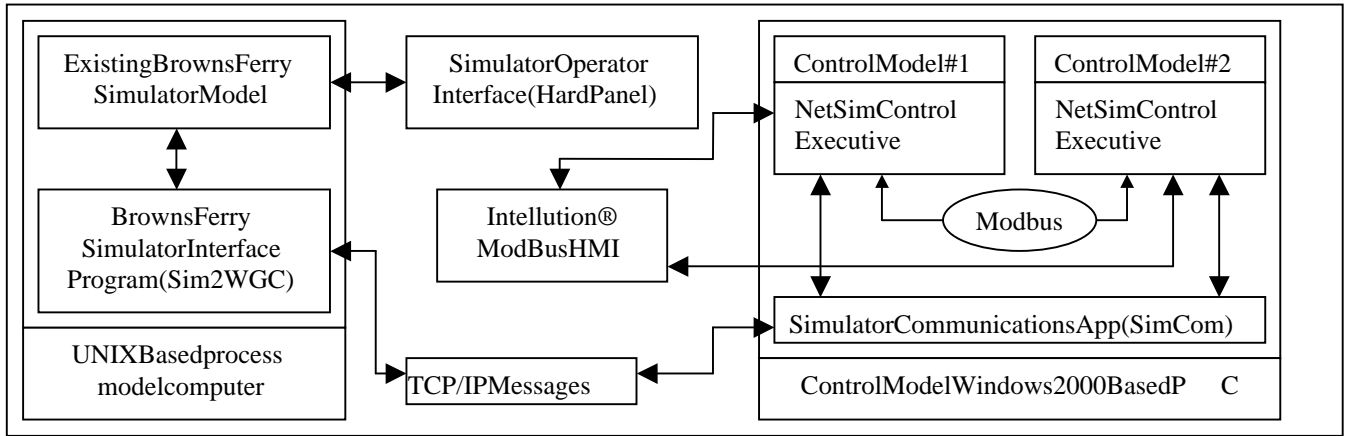 ExistingBrownsFerry
SimulatorModel
SimulatorOperator
Interface(HardPanel)
ControlModel#1
NetSimControl
Executive
ControlModel#2
NetSimControl
Executive
BrownsFerry
SimulatorInterface
Program(Sim2WGC)
Intellution®
ModBusHMI
Modbus
SimulatorCommunicationsApp(SimCom)
UNIXBasedprocess
modelcomputer
TCP/IPMessages
ControlModelWindows2000BasedP C